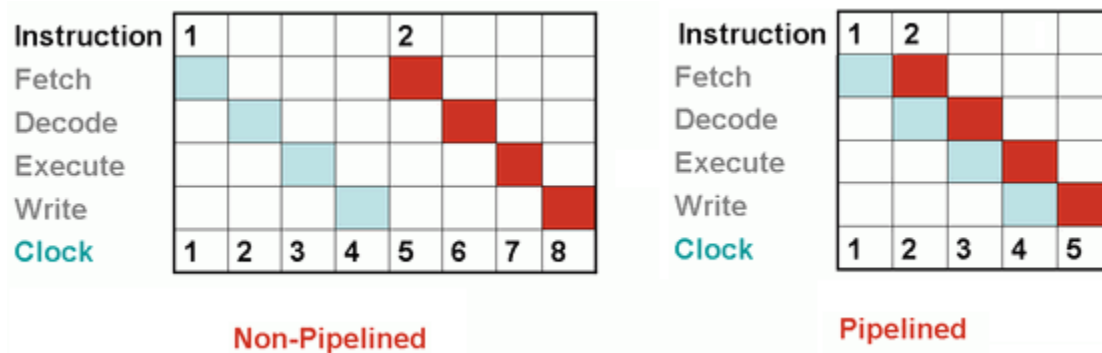 Instruction 1 2
Fetch
Decode
Execute
Write
Clock 1 2 3 4 5 6 7 8
Non-Pipelined
Instruction 1 2
Fetch
Decode
Execute
Write
Clock 1 2 3 4 5
Pipelined